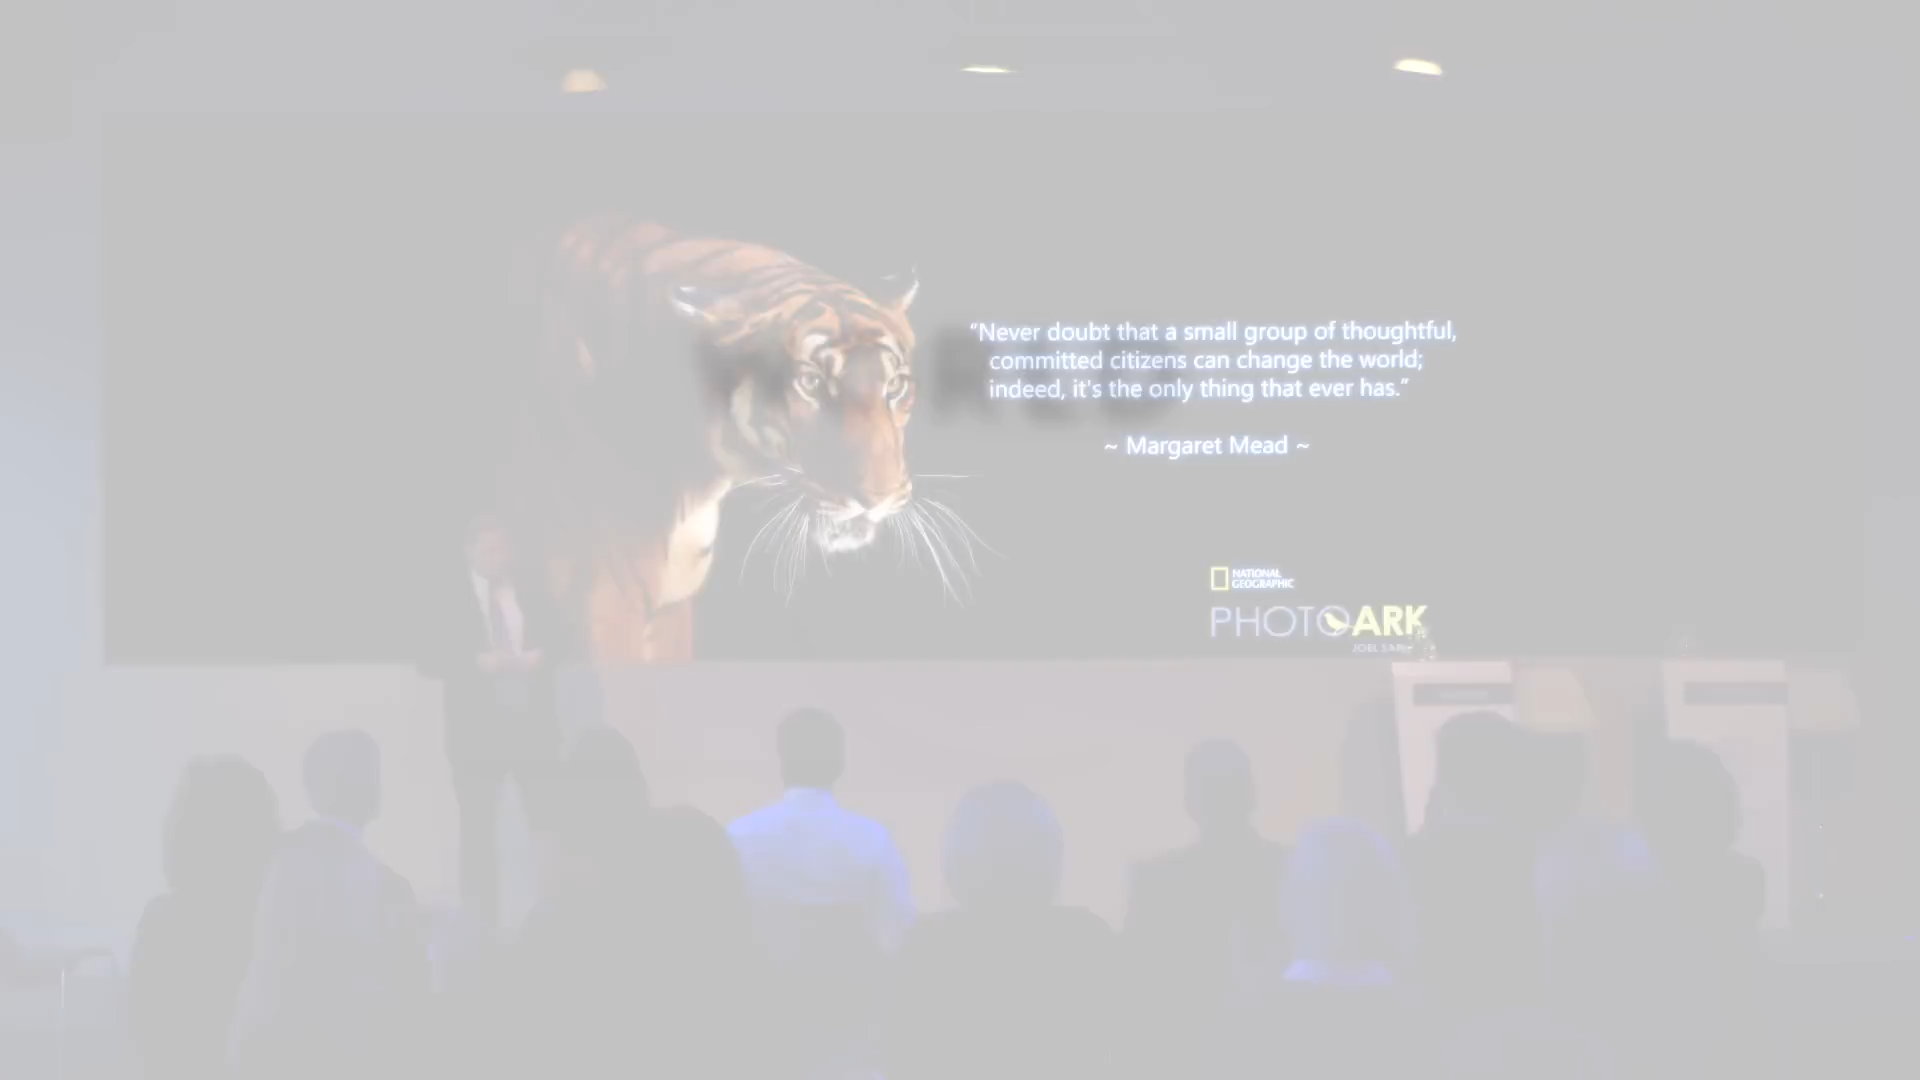 “Never doubt that a small group of thoughtful,
committed citizens can change the world;
indeed, it's the only thing that ever has.”
~ Margaret Mead ~
NATIONAL
GEOGRAPHIC
PHOTO ARK
JOEL